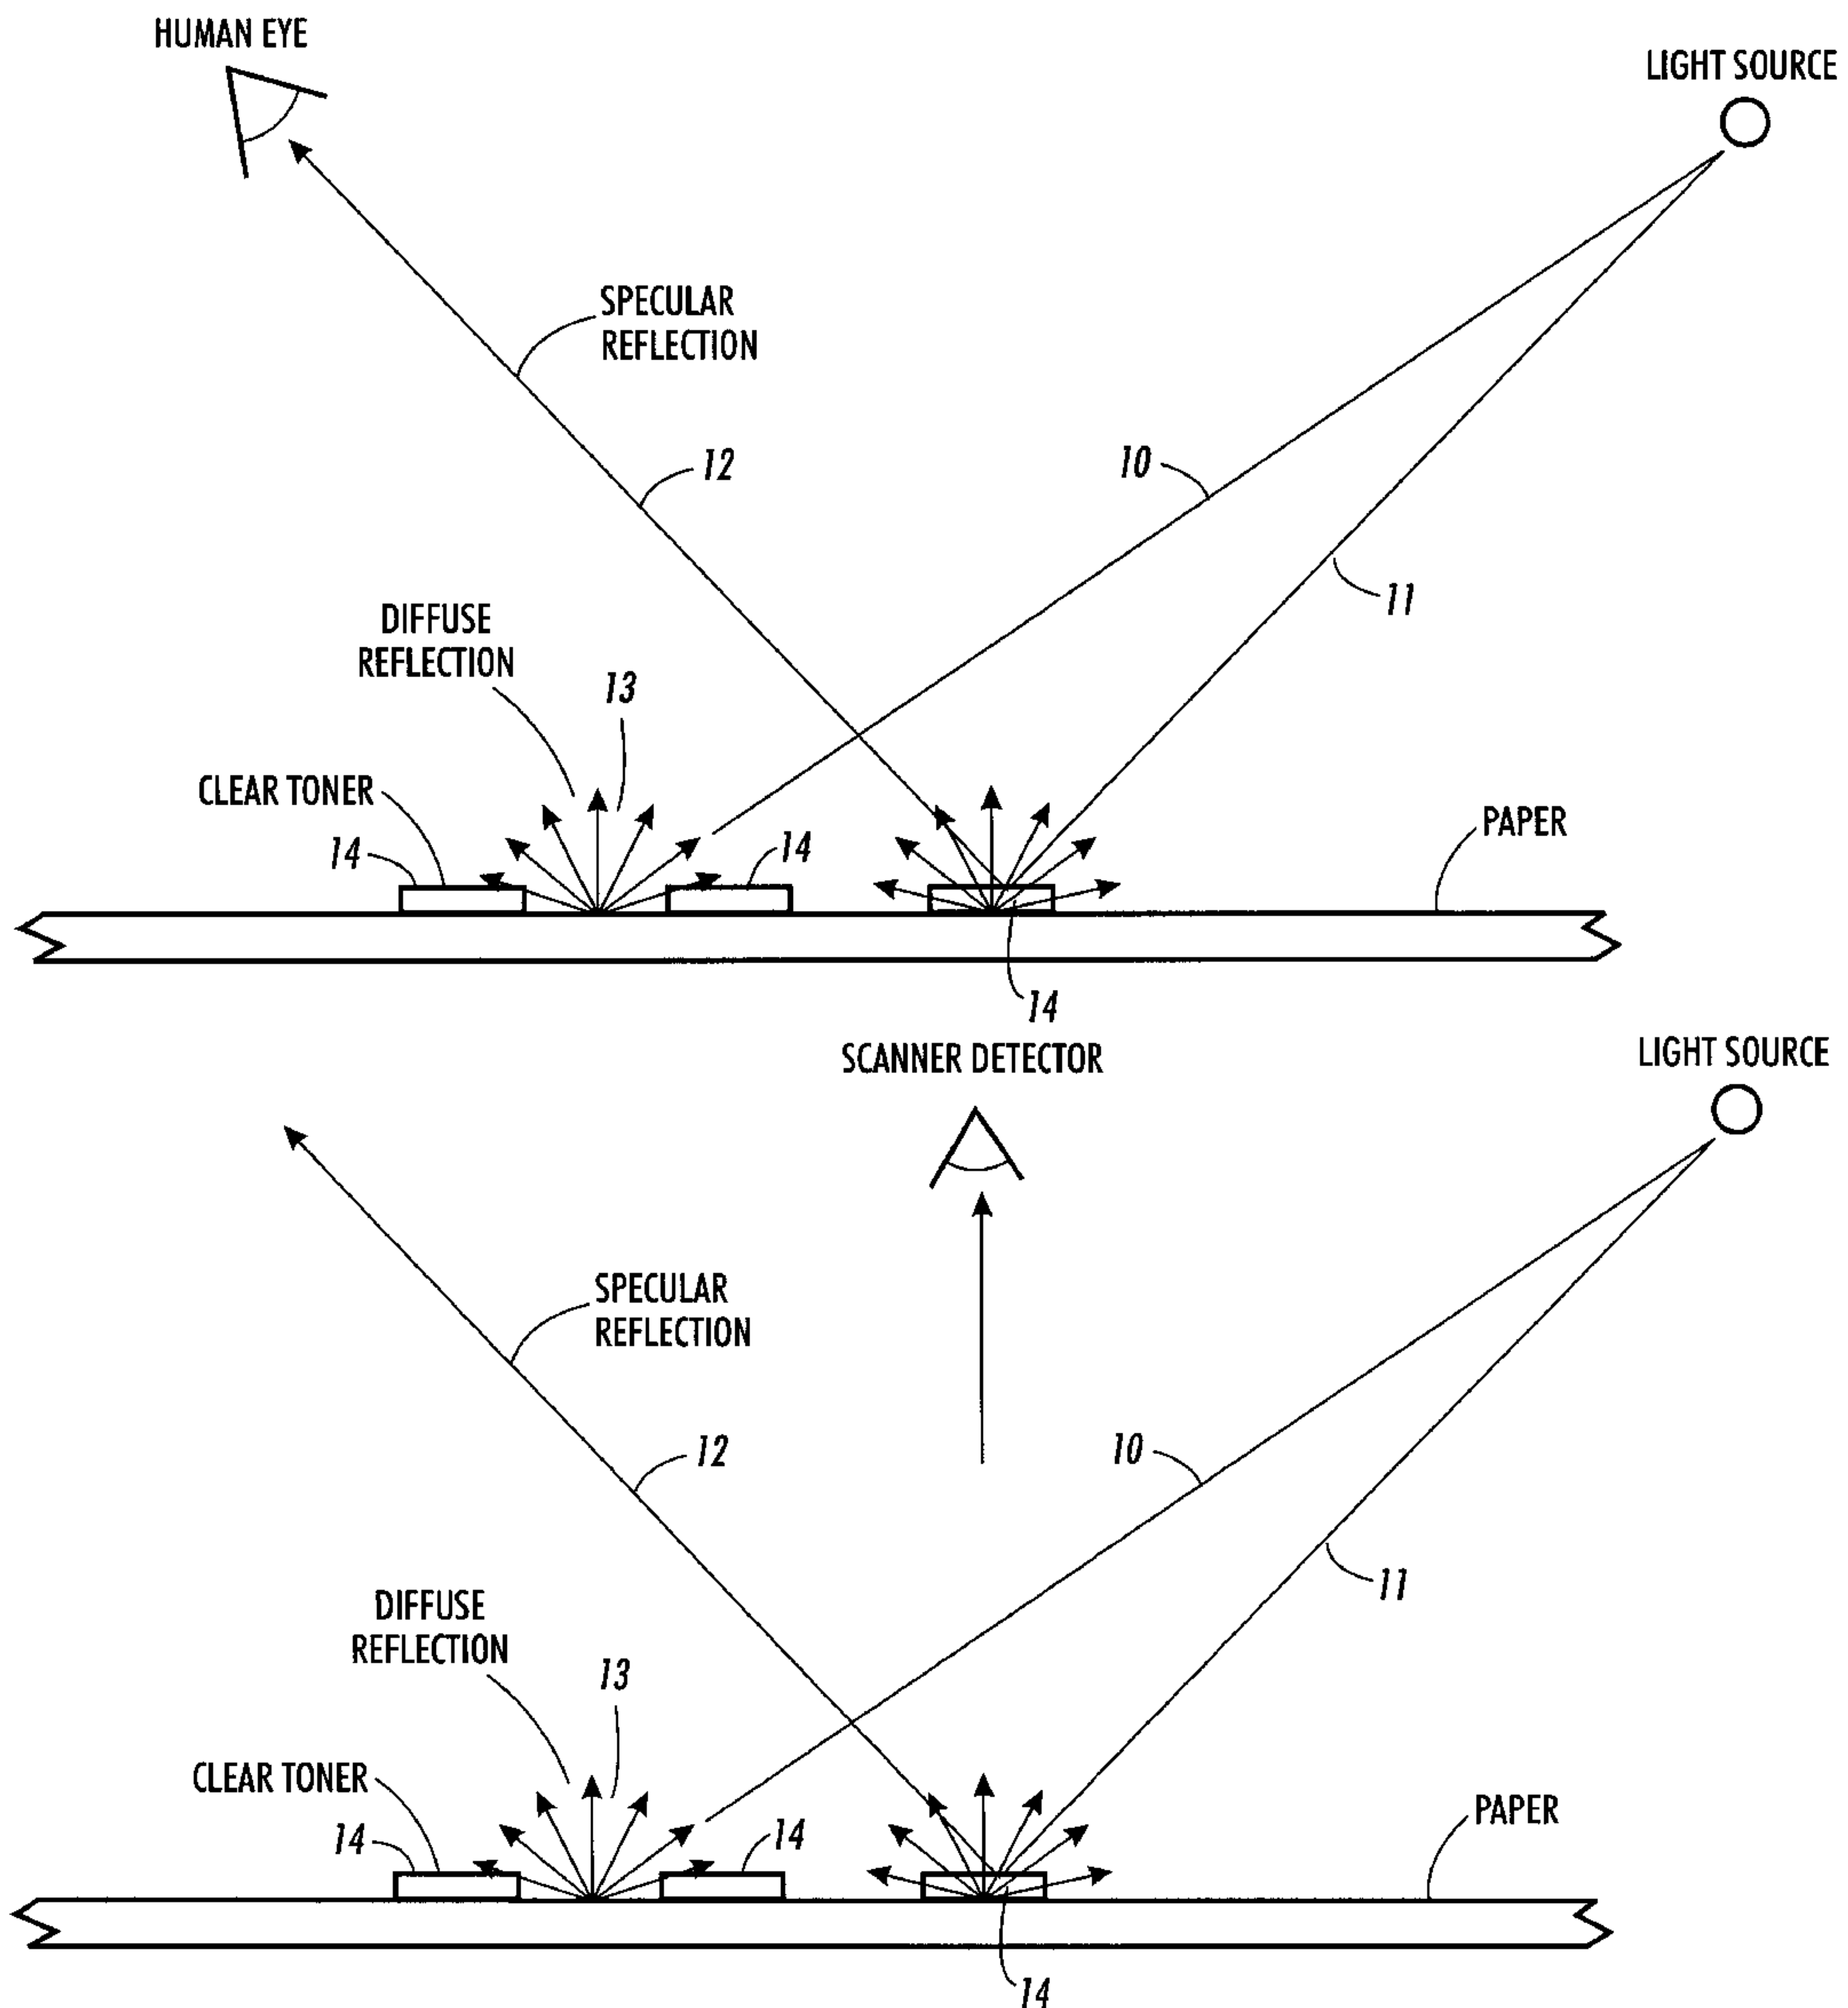 HUMAN EYE
LIGHT SOURCE
SPECULAR
REFLECTION
12
10
11
DIFFUSE
REFLECTION
13
CLEAR TONER
PAPER
14
14
14
SCANNER DETECTOR
LIGHT SOURCE
SPECULAR
REFLECTION
12
10
11
DIFFUSE
REFLECTION
13
CLEAR TONER
PAPER
14
14
14